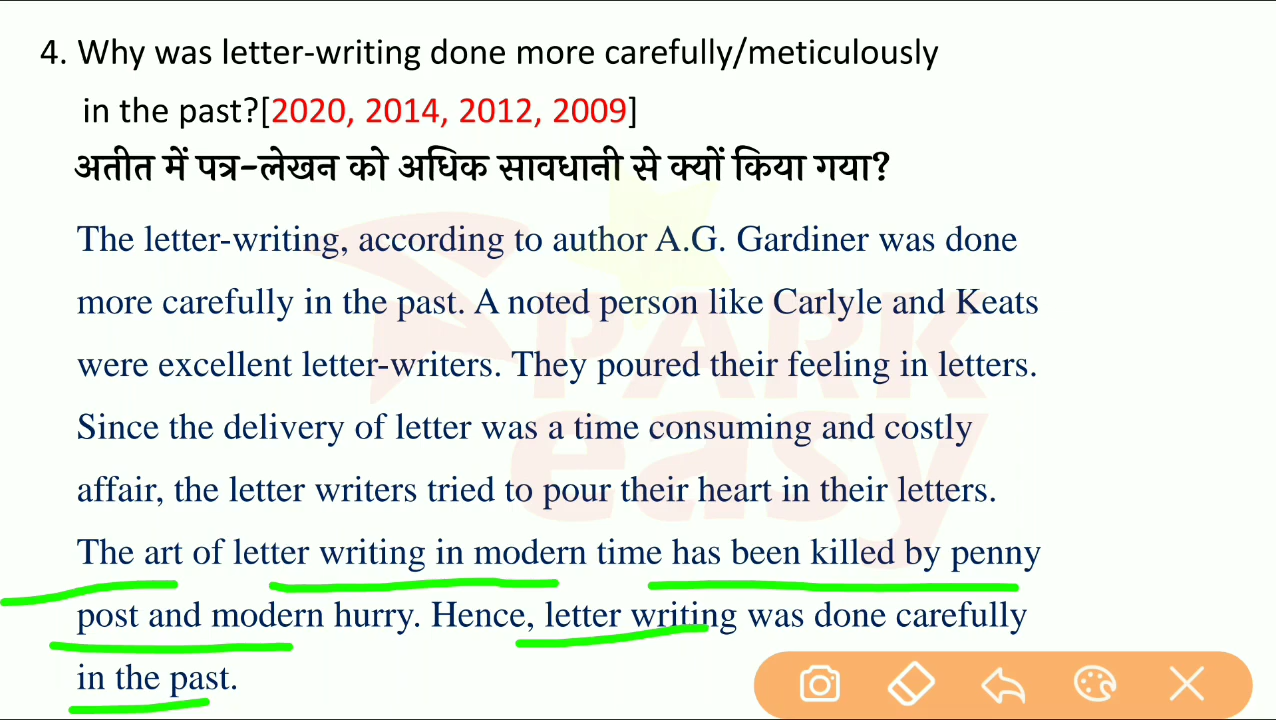 4. Why was letter-writing done more carefully/meticulously
in the past?[2020, 2014, 2012, 2009]
अतीत में पत्र-लेखन को अधिक सावधानी से क्यों किया गया?
The letter-writing, according to author A.G. Gardiner was done
more carefully in the past. A noted person like Carlyle and Keats
were excellent letter-writers. They poured their feeling in letters.
Since the delivery of letter was a time consuming and costly
affair, the letter writers tried to pour their heart in their letters.
The art of letter writing in modern time has been killed by penny
post and modern hurry. Hence, letter writing was done carefully
in the past.
SPARK
easy